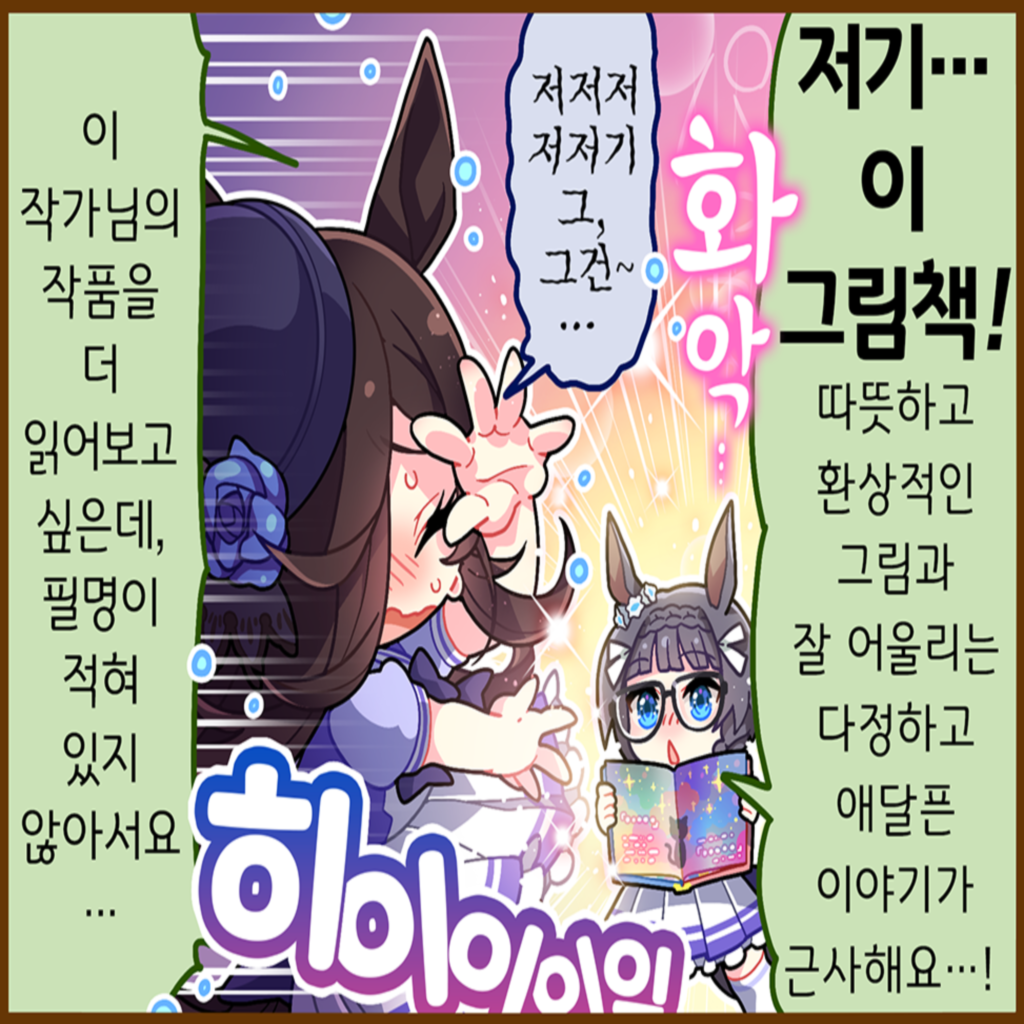 저기…
이
그림책!
따뜻하고
환상적인
그림과
잘 어울리는
다정하고
애달픈
이야기가
근사해요…!
화
악
…
저저저
저저기
그,
그건~
…
이
작가님의
작품을
더
읽어보고
싶은데,
필명이
적혀
있지
않아서요
…
히이이이익